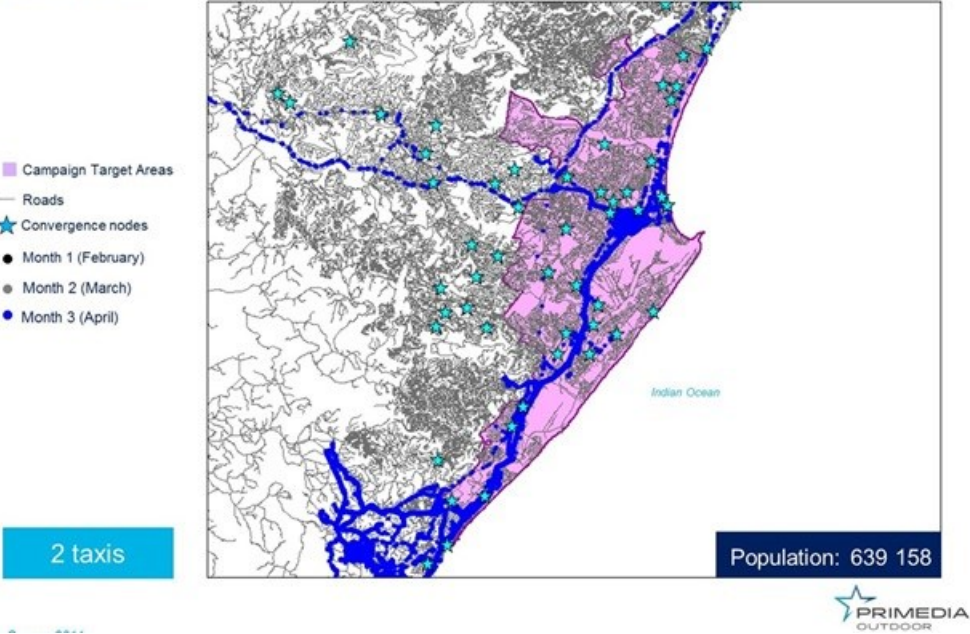 Campaign Target Areas
Roads
Convergence nodes
Month 1 (February)
Month 2 (March)
Month 3 (April)
Indian Ocean
2 taxis
Population: 639 158
PRIMEDIA
OUTDOOR